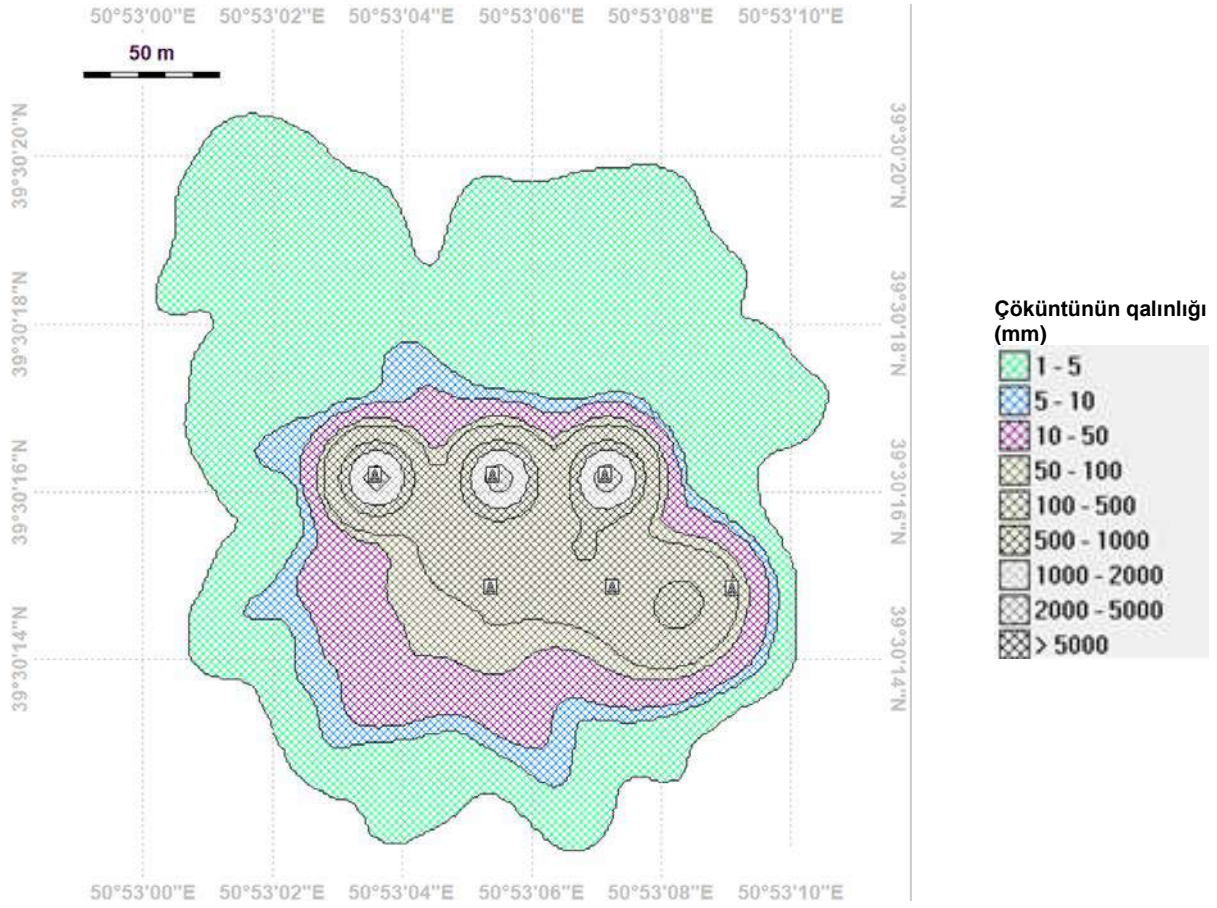 50°53'00"E 50°53'02"E 50°53'04"E 50°53'06"E 50°53'08"E 50°53'10"E
50 m
39°30'20"N
39°30'18"N
39°30'16"N
39°30'14"N
39°30'20"N
39°30'18"N
39°30'16"N
39°30'14"N
A A A
A A A
50°53'00"E 50°53'02"E 50°53'04"E 50°53'06"E 50°53'08"E 50°53'10"E
Çöküntünün qalınlığı
(mm)
1 - 5
5 - 10
10 - 50
50 - 100
100 - 500
500 - 1000
1000 - 2000
2000 - 5000
> 5000